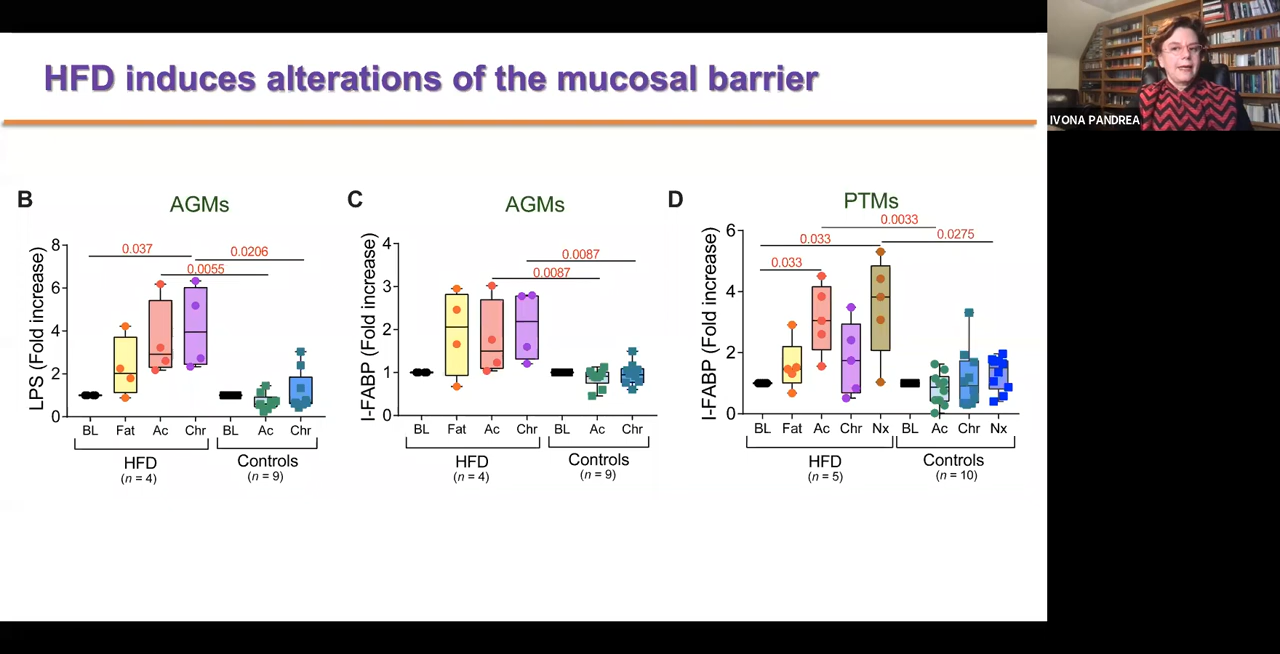 HFD induces alterations of the mucosal barrier
IVONA PANDREA
B
AGMs
LPS (Fold increase)
8
6
4
2
0
0.037
0.0206
0.0055
BL Fat Ac Chr BL Ac Chr
HFD
(n = 4)
Controls
(n = 9)
C
AGMs
I-FABP (Fold increase)
4
3
2
1
0
0.0087
0.0087
BL Fat Ac Chr BL Ac Chr
HFD
(n = 4)
Controls
(n = 9)
D
PTMs
I-FABP (Fold increase)
6
4
2
0
0.0033
0.033
0.0275
0.033
BL Fat Ac Chr Nx BL Ac Chr Nx
HFD
(n = 5)
Controls
(n = 10)